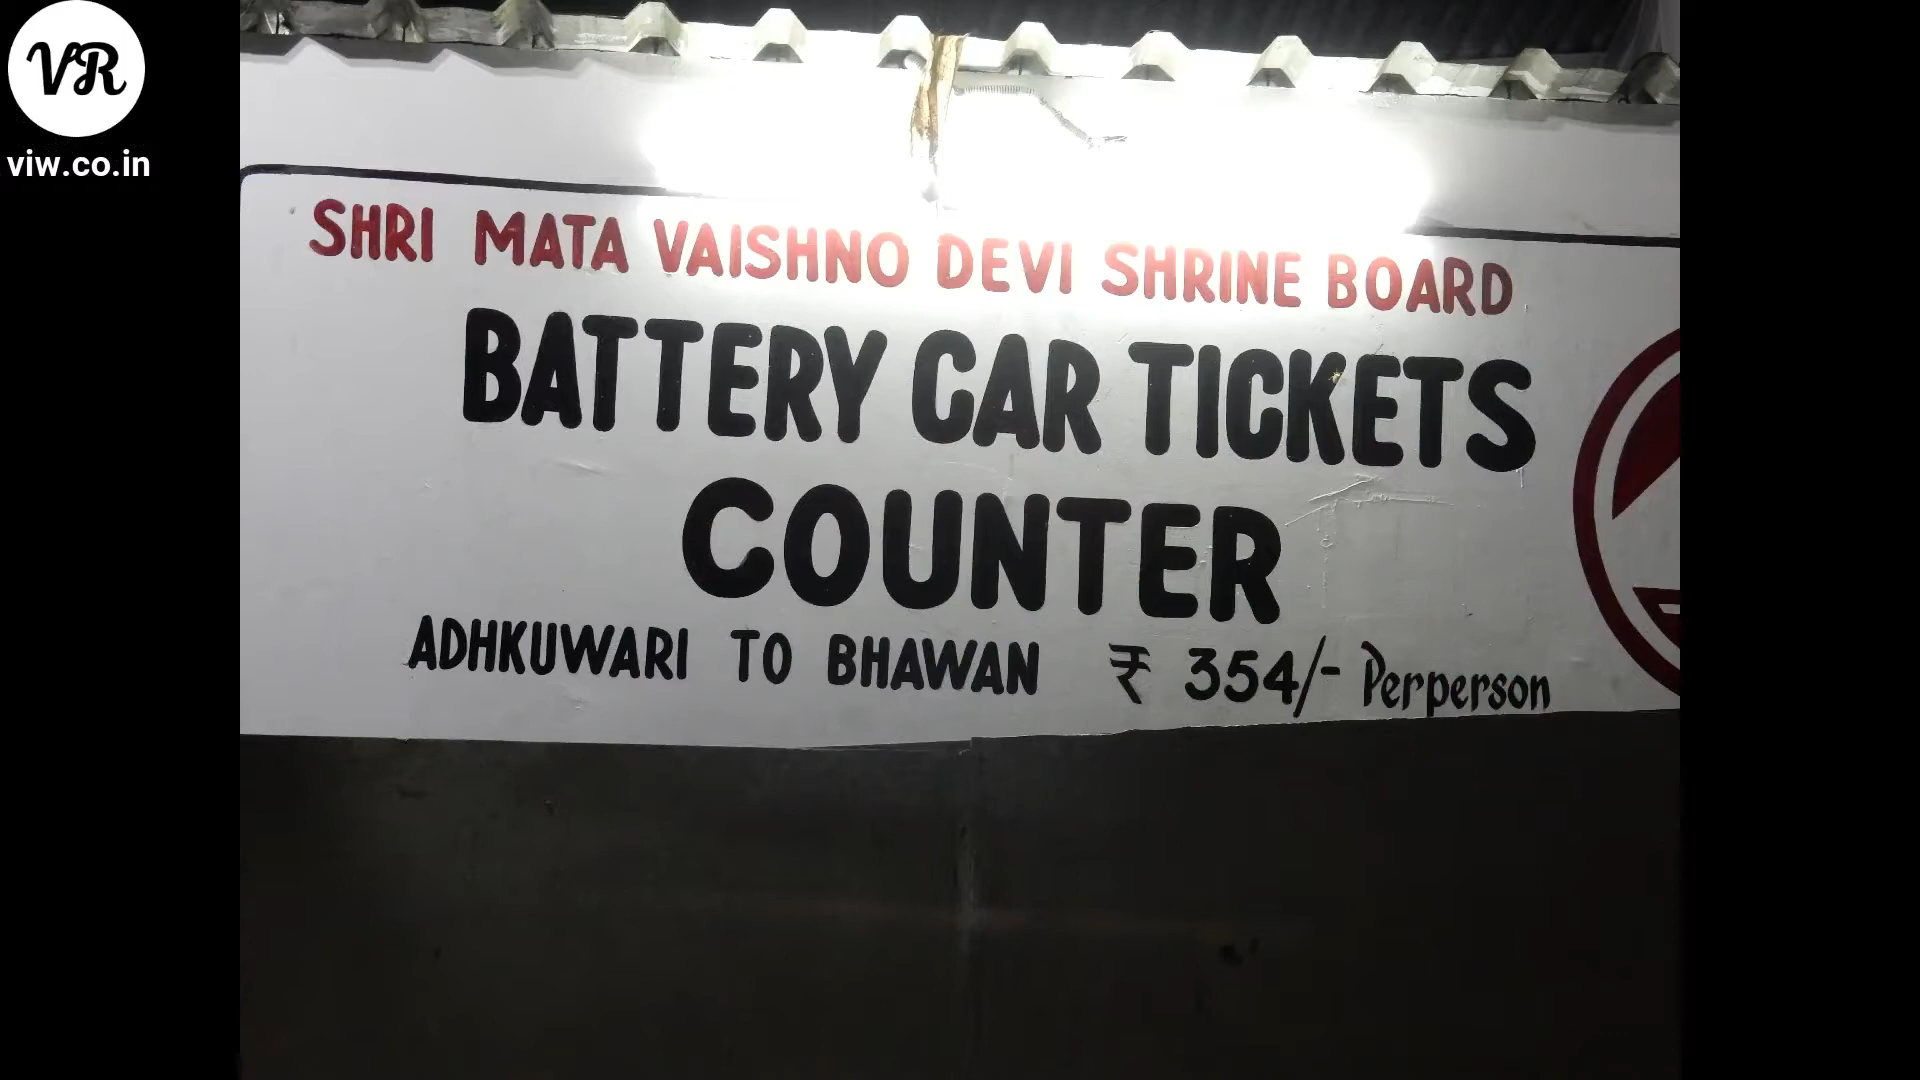 VR
viw.co.in
SHRI MATA VAISHNO DEVI SHRINE BOARD
BATTERY CAR TICKETS
COUNTER
ADHKUWARI TO BHAWAN ₹ 354/- Perperson